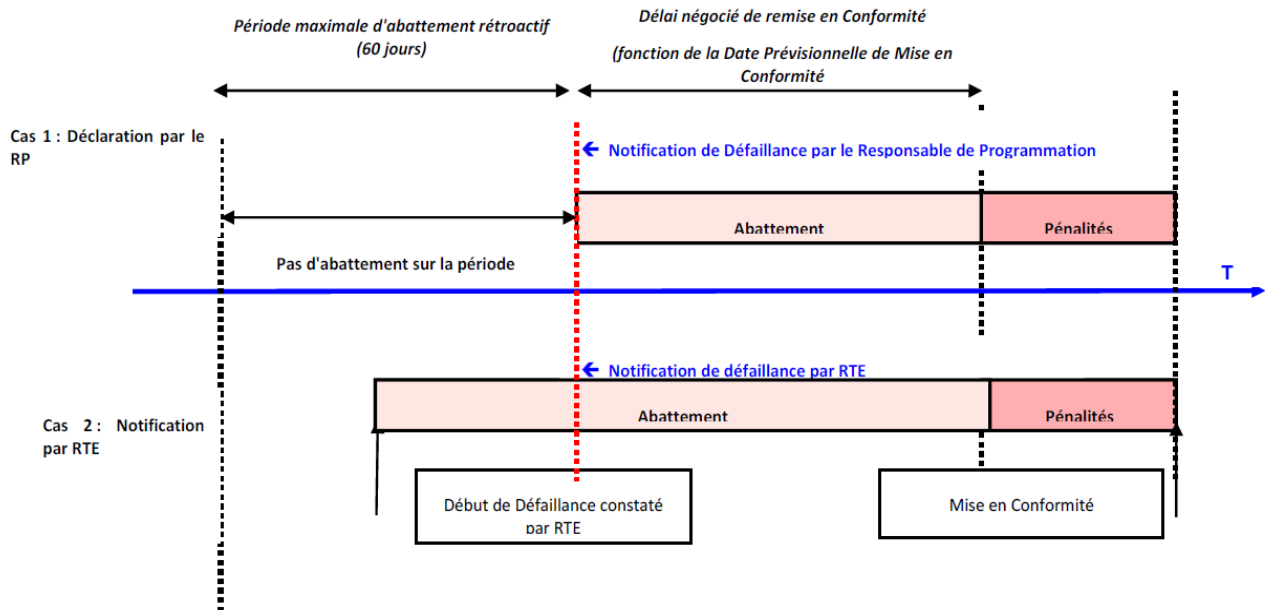 Période maximale d'abattement rétroactif
(60 jours)
Délai négocié de remise en Conformité
(fonction de la Date Prévisionnelle de Mise en
Conformité
Cas 1 : Déclaration par le
RP
← Notification de Défaillance par le Responsable de Programmation
Abattement
Pénalités
Pas d'abattement sur la période
T
← Notification de défaillance par RTE
Abattement
Pénalités
Cas 2 : Notification
par RTE
Début de Défaillance constaté
par RTE
Mise en Conformité